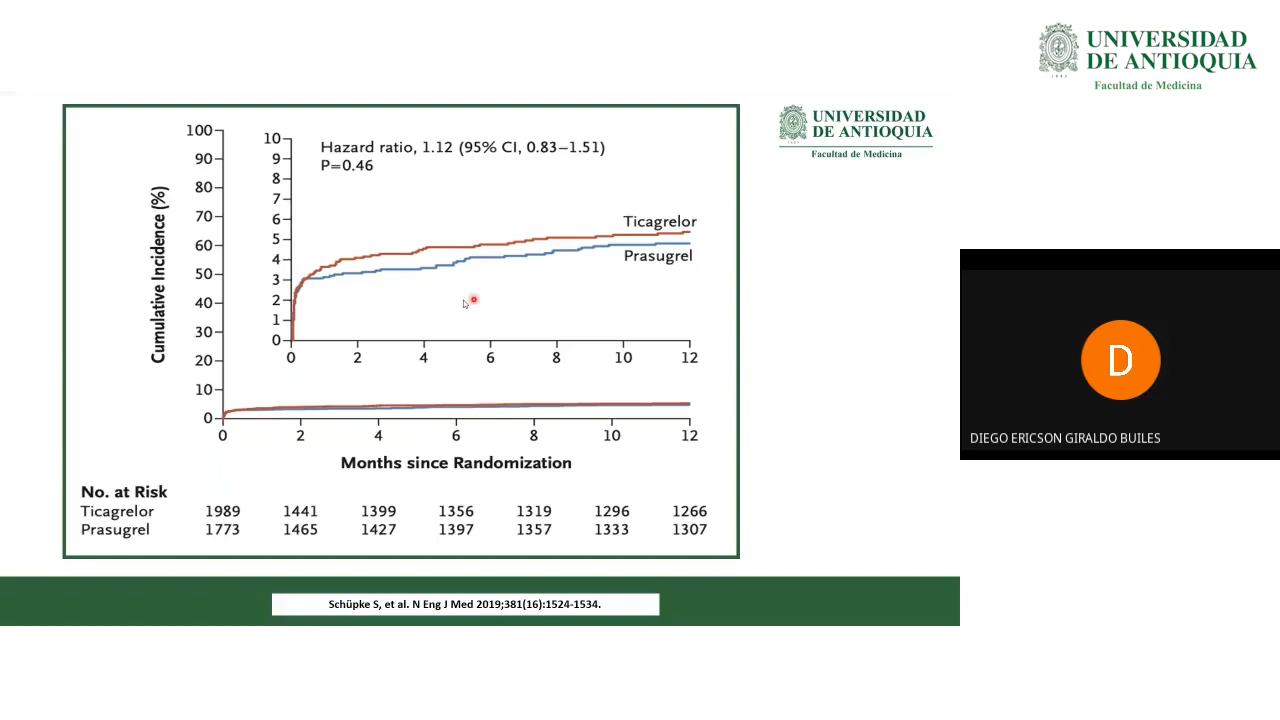 UNIVERSIDAD
DE ANTIOQUIA
Facultad de Medicina
1803
UNIVERSIDAD
DE ANTIOQUIA
Facultad de Medicina
Cumulative Incidence (%)
100
90
80
70
60
50
40
30
20
10
0
10
9
8
7
6
5
4
3
2
1
0
Hazard ratio, 1.12 (95% CI, 0.83–1.51)
P=0.46
Ticagrelor
Prasugrel
0 2 4 6 8 10 12
0 2 4 6 8 10 12
Months since Randomization
No. at Risk
Ticagrelor 1989 1441 1399 1356 1319 1296 1266
Prasugrel 1773 1465 1427 1397 1357 1333 1307
Schüpke S, et al. N Eng J Med 2019;381(16):1524-1534.
D
DIEGO ERICSON GIRALDO BUILES